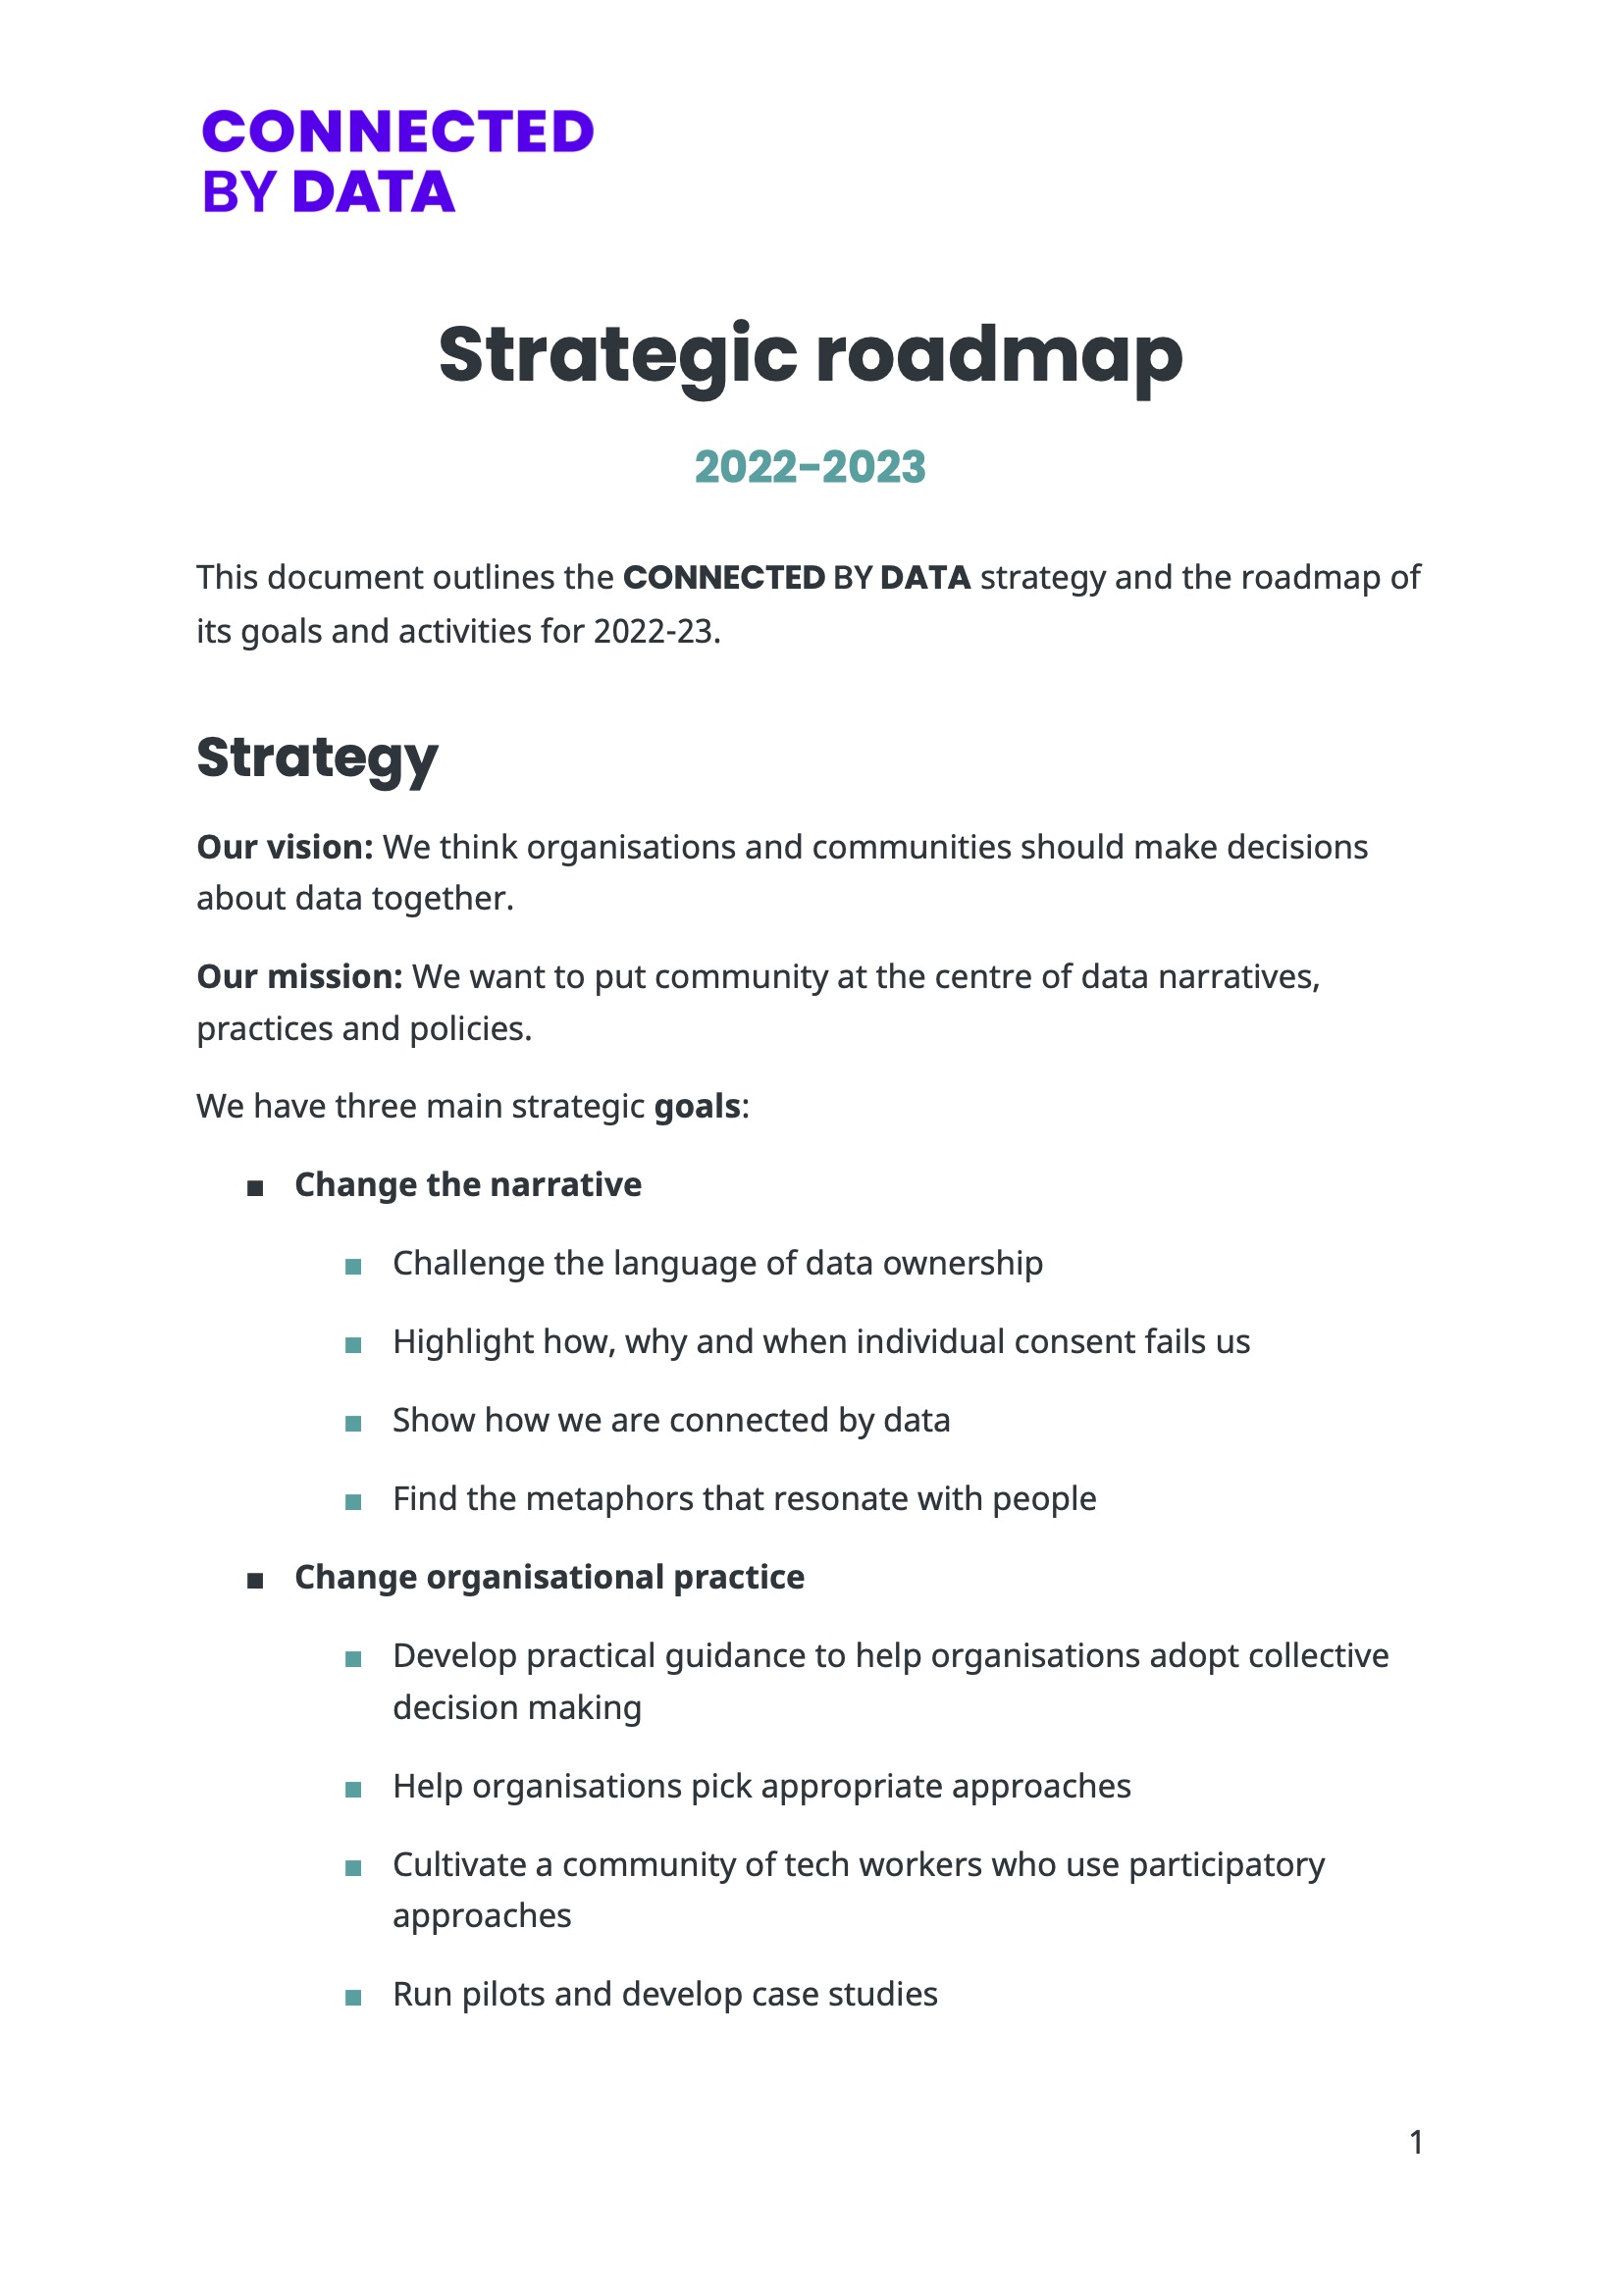 CONNECTED
BY DATA
Strategic roadmap
2022-2023
This document outlines the CONNECTED BY DATA strategy and the roadmap of
its goals and activities for 2022-23.
Strategy
Our vision: We think organisations and communities should make decisions
about data together.
Our mission: We want to put community at the centre of data narratives,
practices and policies.
We have three main strategic goals:
■ Change the narrative
■ Challenge the language of data ownership
■ Highlight how, why and when individual consent fails us
■ Show how we are connected by data
■ Find the metaphors that resonate with people
■ Change organisational practice
■ Develop practical guidance to help organisations adopt collective
decision making
■ Help organisations pick appropriate approaches
■ Cultivate a community of tech workers who use participatory
approaches
■ Run pilots and develop case studies
1